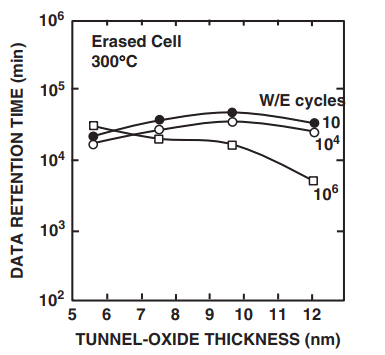 10⁶
Erased Cell
300°C
10⁵
W/E cycles
10
10⁴
10⁴
10⁶
10³
10²
5 6 7 8 9 10 11 12
TUNNEL-OXIDE THICKNESS (nm)
DATA RETENTION TIME (min)